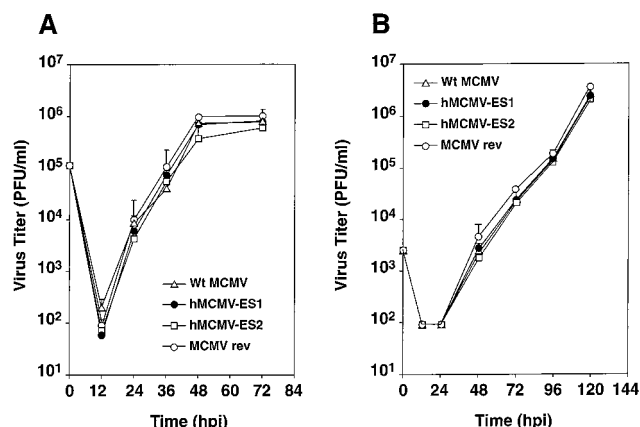 A
Virus Titer (PFU/ml)
10⁷
10⁶
10⁵
10⁴
10³
10²
10¹
Wt MCMV
hMCMV-ES1
hMCMV-ES2
MCMV rev
0 12 24 36 48 60 72 84
Time (hpi)
B
Virus Titer (PFU/ml)
10⁷
10⁶
10⁵
10⁴
10³
10²
10¹
Wt MCMV
hMCMV-ES1
hMCMV-ES2
MCMV rev
0 24 48 72 96 120 144
Time (hpi)